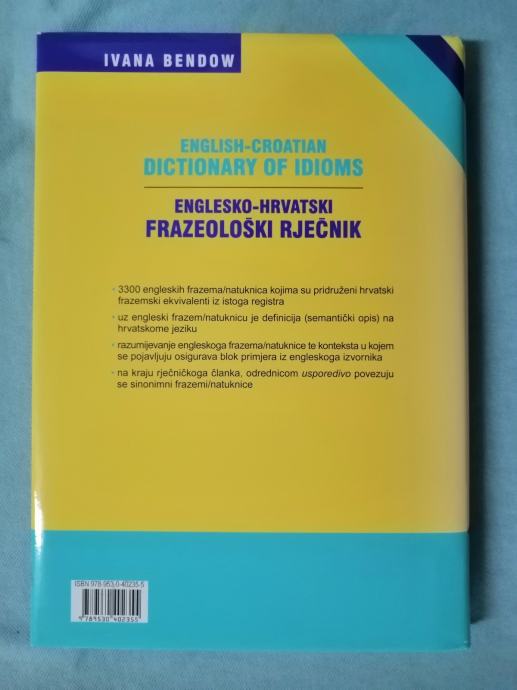 IVANA BENDOW
ENGLISH-CROATIAN
DICTIONARY OF IDIOMS
ENGLESKO-HRVATSKI
FRAZEOLOŠKI RJEČNIK
• 3300 engleskih frazema/natuknica kojima su pridruženi hrvatski
frazemski ekvivalenti iz istoga registra
• uz engleski frazem/natuknicu je definicija (semantički opis) na
hrvatskome jeziku
• razumijevanje engleskoga frazema/natuknice te konteksta u kojem
se pojavljuju osigurava blok primjera iz engleskoga izvornika
• na kraju rječničkoga članka, odrednicom usporedivo povezuju
se sinonimni frazemi/natuknice
ISBN 978-953-0-40235-5
9 789530 402355